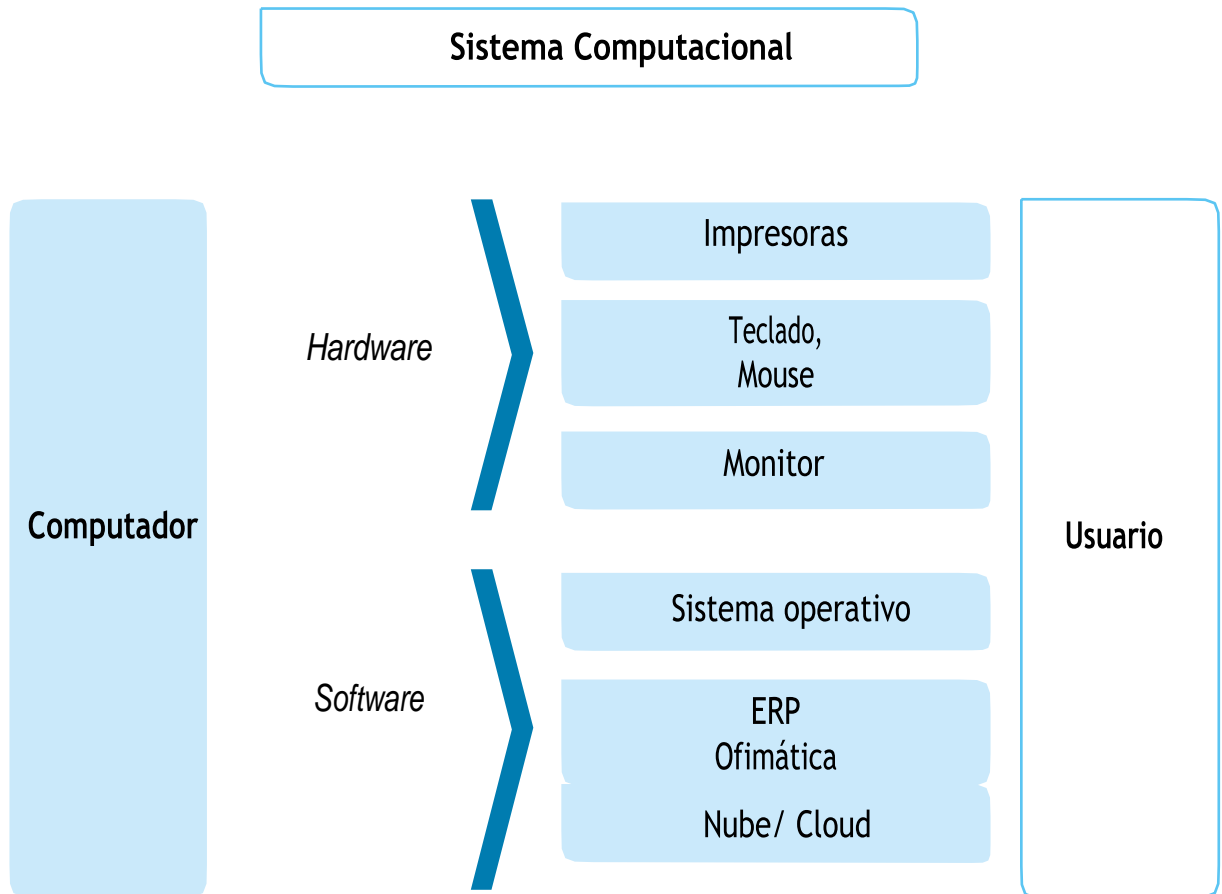 Sistema Computacional
Computador
Hardware
Impresoras
Teclado,
Mouse
Monitor
Software
Sistema operativo
ERP
Ofimática
Nube/ Cloud
Usuario